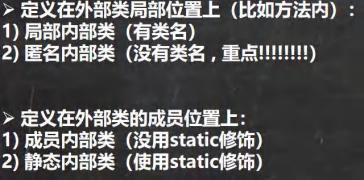 ➢ 定义在外部类局部位置上（比如方法内）：
1) 局部内部类（有类名）
2) 匿名内部类（没有类名，重点!!!!!!!!）
➢ 定义在外部类的成员位置上：
1) 成员内部类（没用static修饰）
2) 静态内部类（使用static修饰）